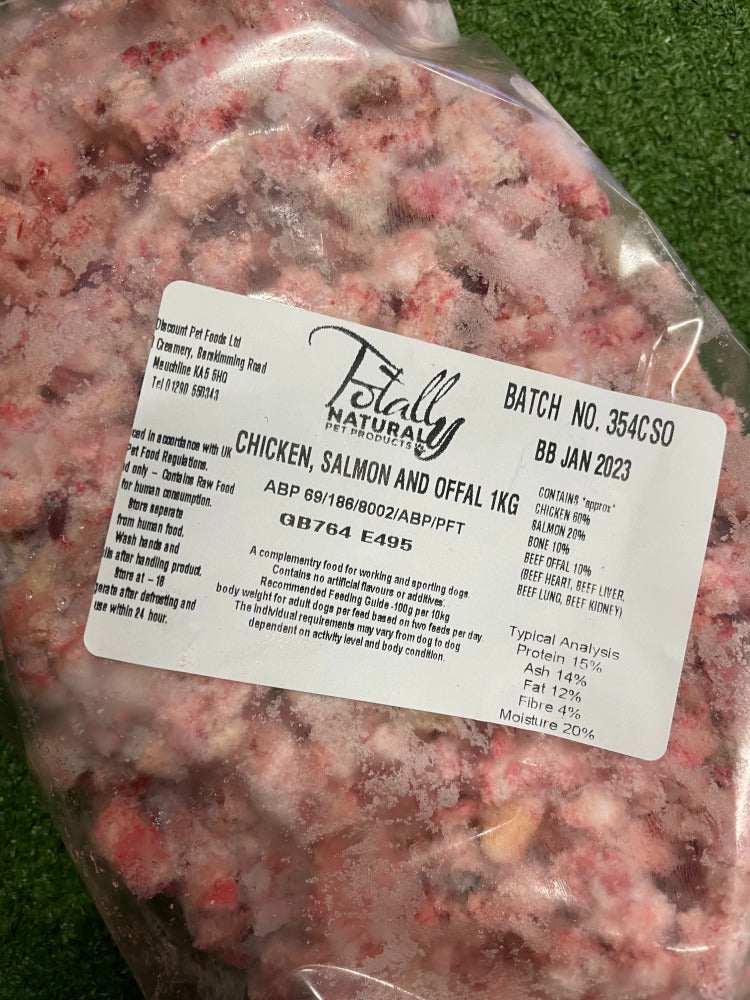 Discount Pet Foods Ltd
Creamery, Barskimming Road
Mauchline KA5 5HQ
Tel 01290 550343
ced in accordance with UK
Pet Food Regulations.
d only - Contains Raw Food
for human consumption.
Store seperate
from human food.
Wash hands and
ils after handling product.
Store at -18
gerate after defrosting and
use within 24 hour.
Totally
NATURAL
PET PRODUCTS
CHICKEN, SALMON AND OFFAL 1KG
ABP 69/186/8002/ABP/PFT
GB764 E495
A complementry food for working and sporting dogs.
Contains no artificial flavours or additives.
Recommended Feeding Guide -100g per 10kg
body weight for adult dogs per feed based on two feeds per day.
The individual requirements may vary from dog to dog
dependent on activity level and body condition.
BATCH NO. 354CSO
BB JAN 2023
CONTAINS "approx"
CHICKEN 60%
SALMON 20%
BONE 10%
BEEF OFFAL 10%
(BEEF HEART, BEEF LIVER,
BEEF LUNG, BEEF KIDNEY)
Typical Analysis
Protein 15%
Ash 14%
Fat 12%
Fibre 4%
Moisture 20%